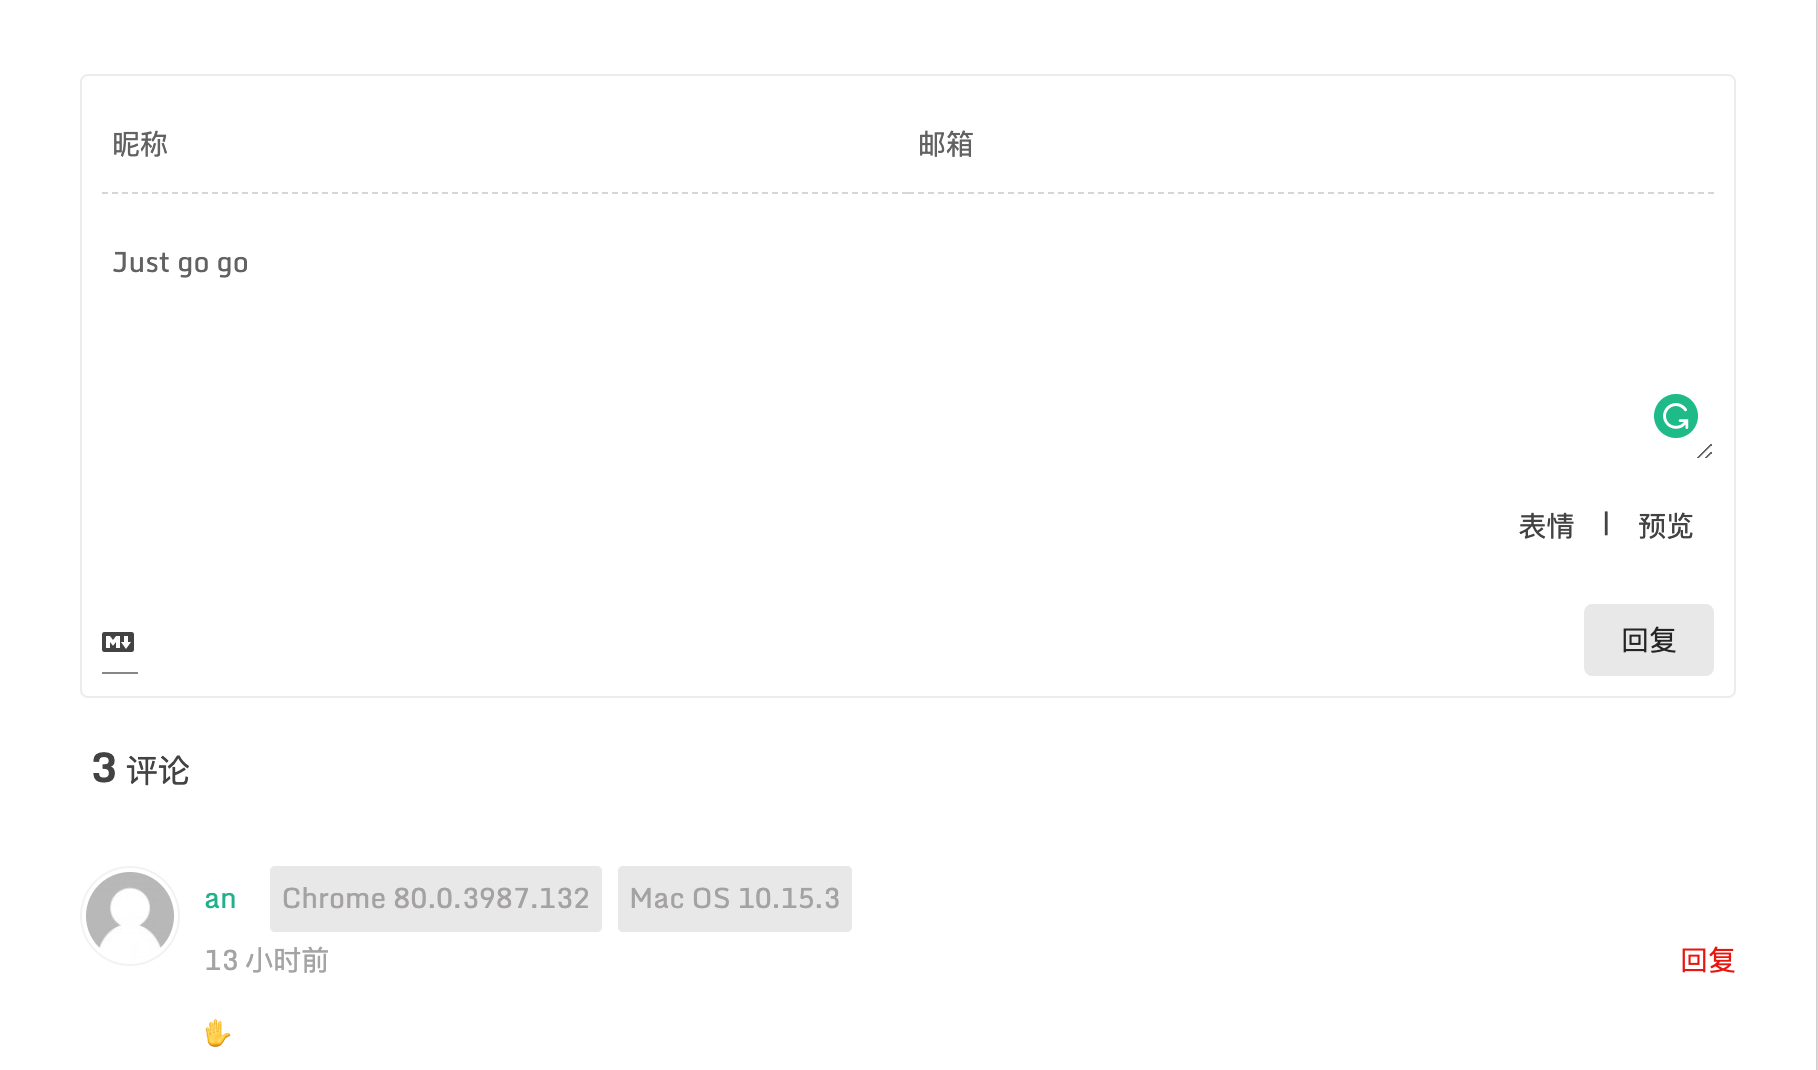 昵称 邮箱
Just go go
表情 | 预览
M↓
回复
3 评论
an Chrome 80.0.3987.132 Mac OS 10.15.3
13 小时前 回复
🖐